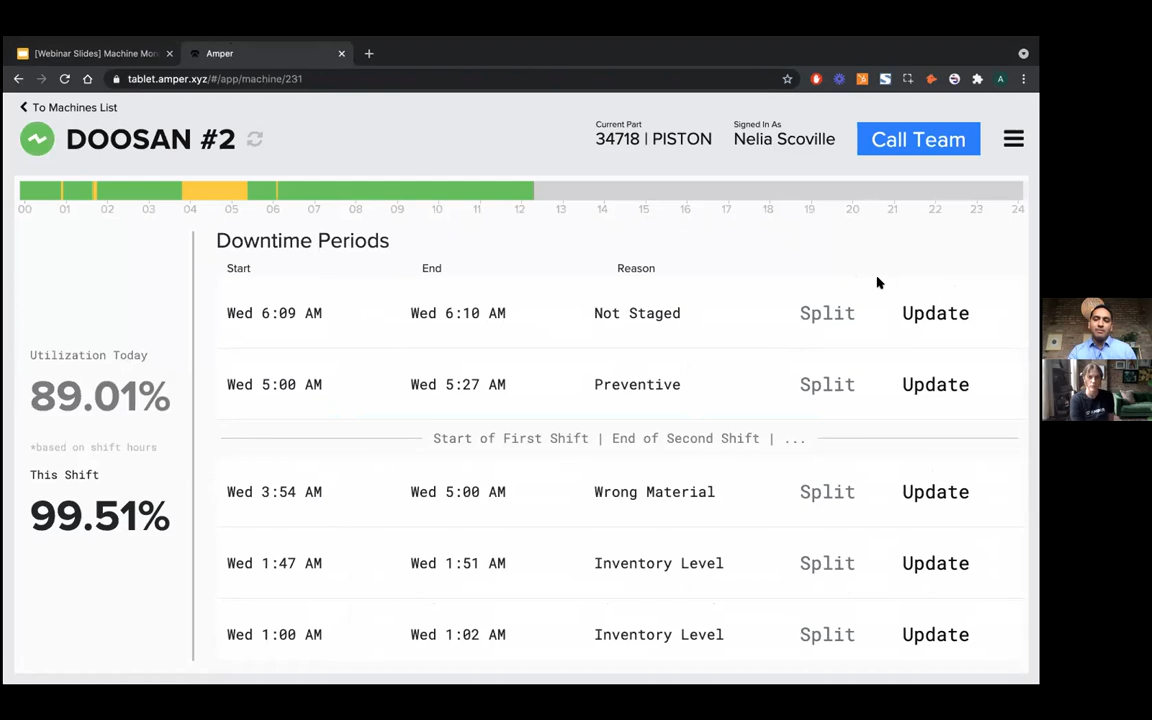 [Webinar Slides] Machine Mon
Amper
tablet.amper.xyz/#/app/machine/231
A
To Machines List
DOOSAN #2
Current Part
34718 | PISTON
Signed In As
Nelia Scoville
Call Team
00 01 02 03 04 05 06 07 08 09 10 11 12 13 14 15 16 17 18 19 20 21 22 23 24
Downtime Periods
Start End Reason
Wed 6:09 AM Wed 6:10 AM Not Staged Split Update
Wed 5:00 AM Wed 5:27 AM Preventive Split Update
Start of First Shift | End of Second Shift | ...
Wed 3:54 AM Wed 5:00 AM Wrong Material Split Update
Wed 1:47 AM Wed 1:51 AM Inventory Level Split Update
Wed 1:00 AM Wed 1:02 AM Inventory Level Split Update
Utilization Today
89.01%
*based on shift hours
This Shift
99.51%